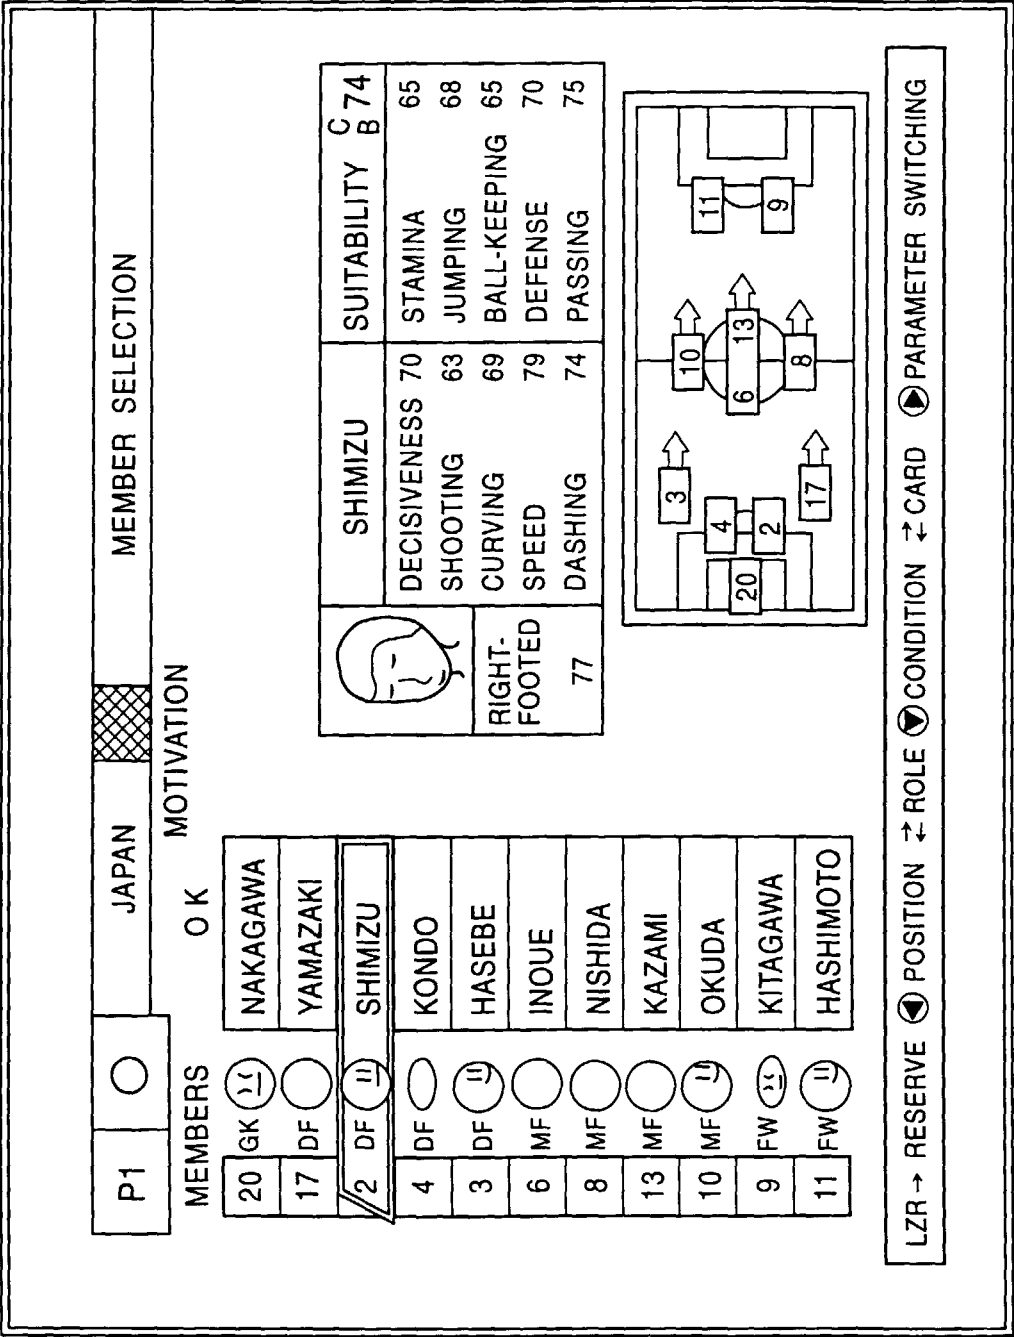 P1 JAPAN MEMBER SELECTION
MEMBERS OK MOTIVATION
20 GK NAKAGAWA
17 DF YAMAZAKI
2 DF SHIMIZU
4 DF KONDO
3 DF HASEBE
6 MF INOUE
8 MF NISHIDA
13 MF KAZAMI
10 MF OKUDA
9 FW KITAGAWA
11 FW HASHIMOTO
SHIMIZU SUITABILITY C B 74
RIGHT-
FOOTED
77
DECISIVENESS 70 STAMINA 65
SHOOTING 63 JUMPING 68
CURVING 69 BALL-KEEPING 65
SPEED 79 DEFENSE 70
DASHING 74 PASSING 75
3 10 11
4 6 13
20 2 9
17 8
LZR → RESERVE ◀ POSITION ⇄ ROLE ▼ CONDITION ⇄ CARD ▶ PARAMETER SWITCHING